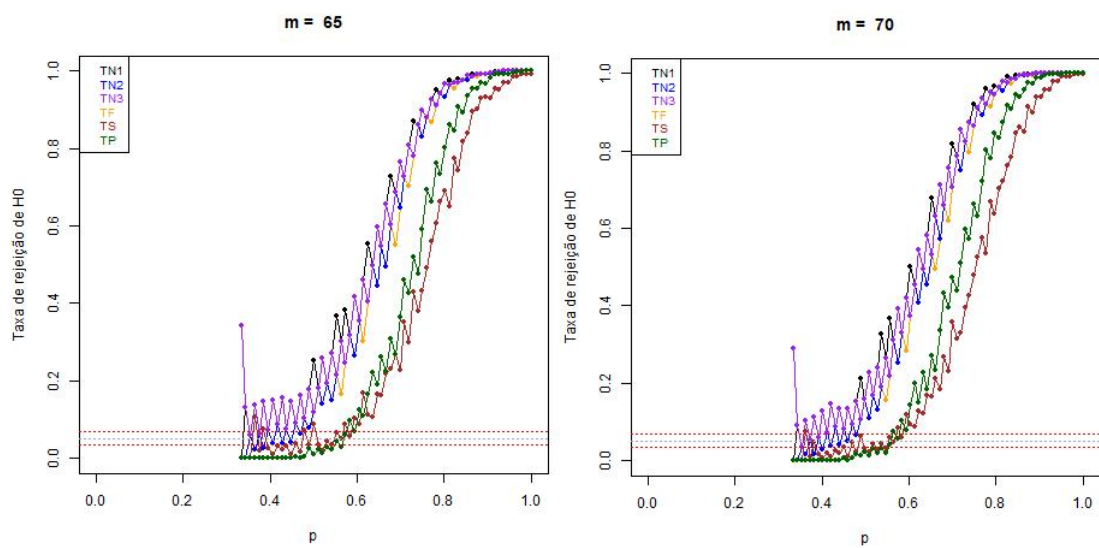 m = 65
TN1
TN2
TN3
TF
TS
TP
Taxa de rejeição de H0
0.0
0.2
0.4
0.6
0.8
1.0
0.0 0.2 0.4 0.6 0.8 1.0
p
m = 70
TN1
TN2
TN3
TF
TS
TP
Taxa de rejeição de H0
0.0
0.2
0.4
0.6
0.8
1.0
0.0 0.2 0.4 0.6 0.8 1.0
p